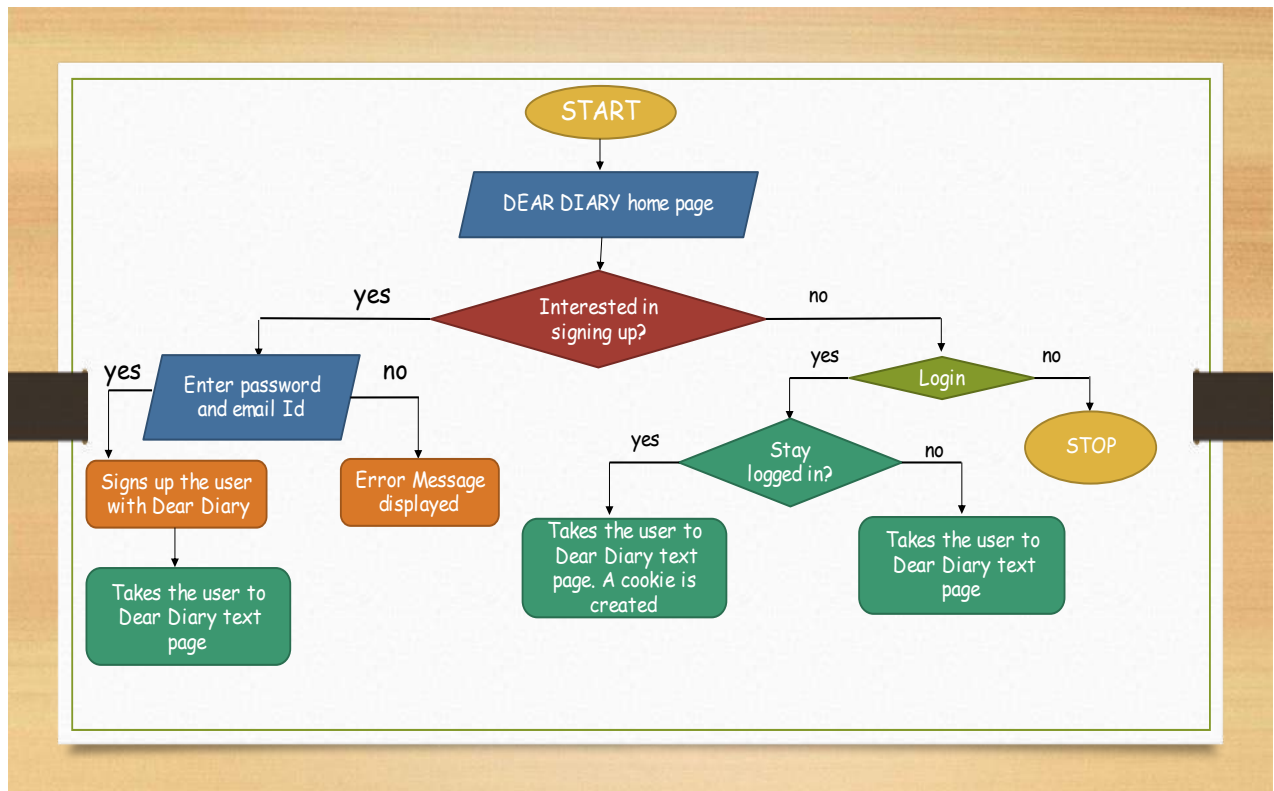 START
DEAR DIARY home page
yes
Interested in
signing up?
no
yes
Enter password
and email Id
no
yes
Login
no
STOP
yes
Stay
logged in?
no
Signs up the user
with Dear Diary
Error Message
displayed
Takes the user to
Dear Diary text
page. A cookie is
created
Takes the user to
Dear Diary text
page
Takes the user to
Dear Diary text
page